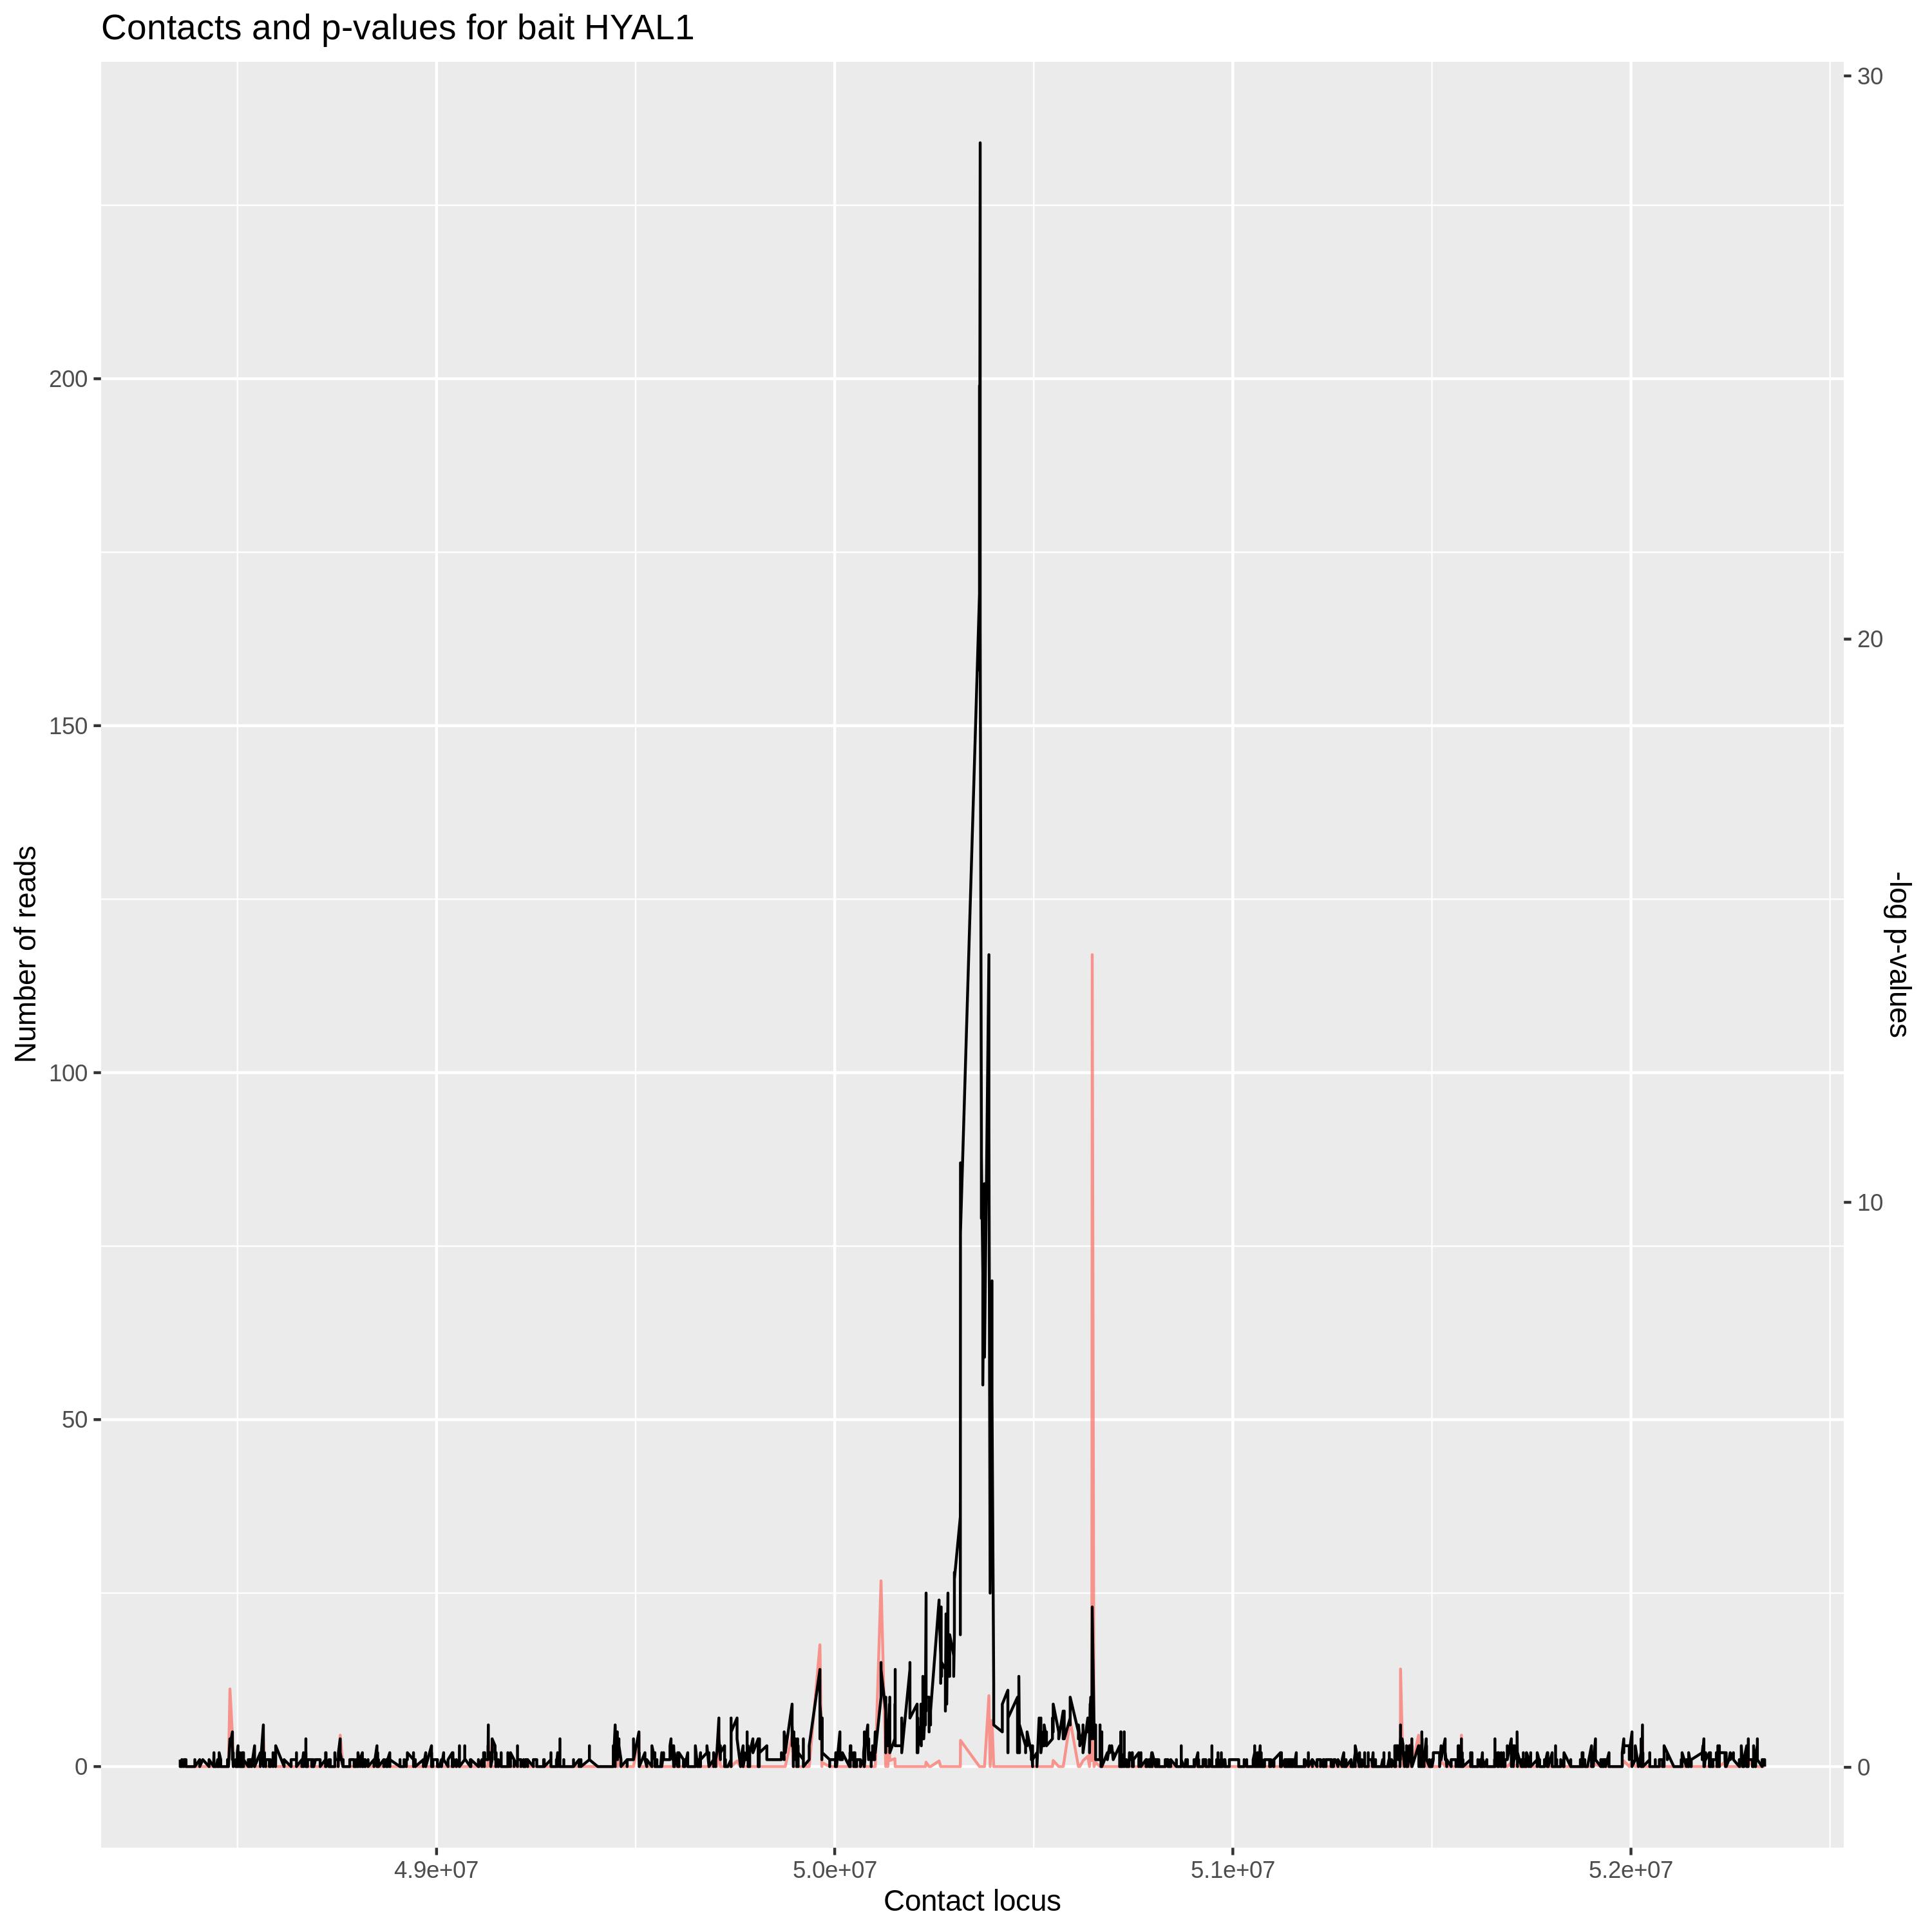 Contacts and p-values for bait HYAL1
Number of reads
200
150
100
50
0
30
20
10
0
-log p-values
4.9e+07
5.0e+07
5.1e+07
5.2e+07
Contact locus